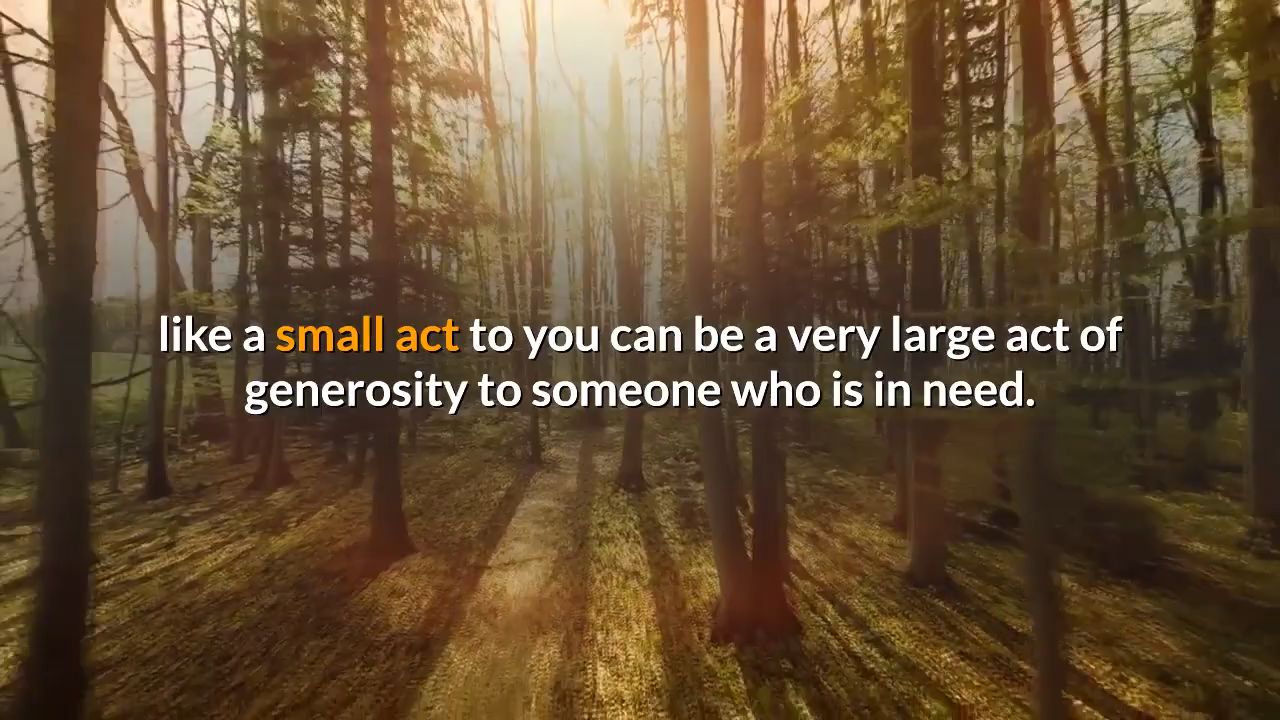 like a small act to you can be a very large act of
generosity to someone who is in need.